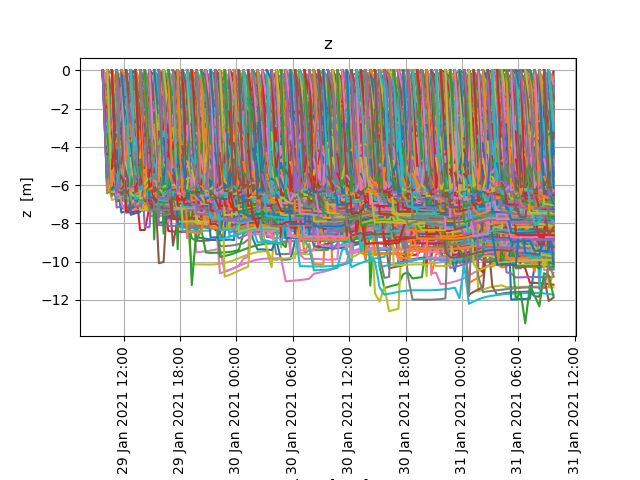 z
0
−2
−4
−6
−8
−10
−12
z [m]
29 Jan 2021 12:00
29 Jan 2021 18:00
30 Jan 2021 00:00
30 Jan 2021 06:00
30 Jan 2021 12:00
30 Jan 2021 18:00
31 Jan 2021 00:00
31 Jan 2021 06:00
31 Jan 2021 12:00